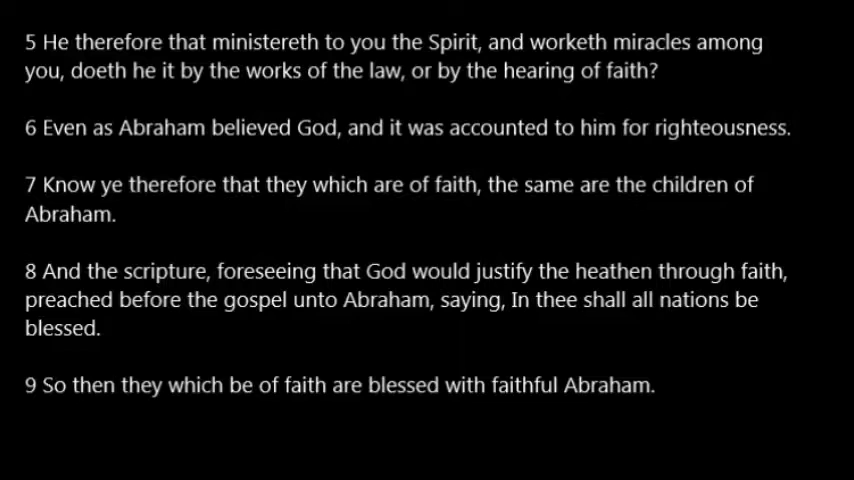 5 He therefore that ministereth to you the Spirit, and worketh miracles among
you, doeth he it by the works of the law, or by the hearing of faith?
6 Even as Abraham believed God, and it was accounted to him for righteousness.
7 Know ye therefore that they which are of faith, the same are the children of
Abraham.
8 And the scripture, foreseeing that God would justify the heathen through faith,
preached before the gospel unto Abraham, saying, In thee shall all nations be
blessed.
9 So then they which be of faith are blessed with faithful Abraham.